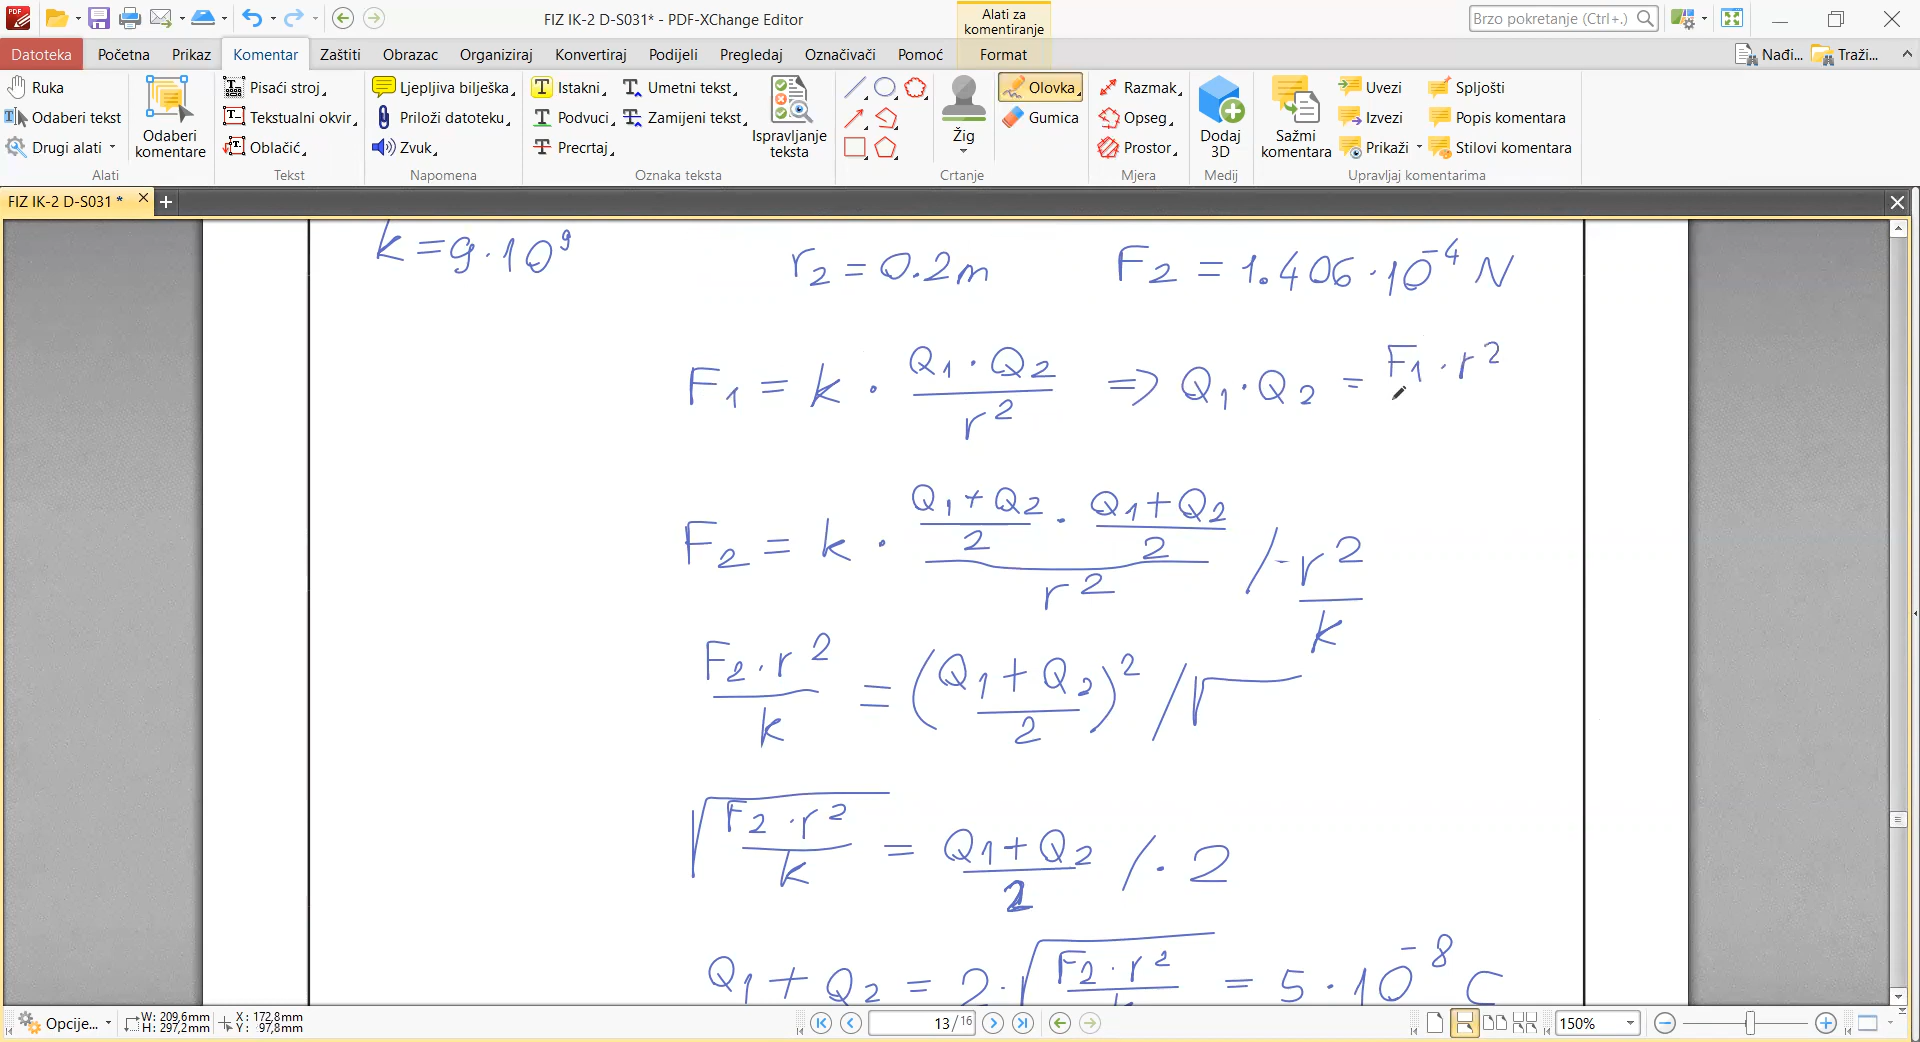 FIZ IK-2 D-S031* - PDF-XChange Editor
Alati za komentiranje
Brzo pokretanje (Ctrl+.)
Datoteka Početna Prikaz Komentar Zaštiti Obrazac Organiziraj Konvertiraj Podijeli Pregledaj Označivači Pomoć Format Nađi... Traži...
Ruka Pisaći stroj Ljepljiva bilješka Istakni Umetni tekst Olovka Razmak Uvezi Spljošti
Odaberi tekst Tekstualni okvir Priloži datoteku Podvuci Zamijeni tekst Gumica Opseg Izvezi Popis komentara
Drugi alati Odaberi komentare Oblačić Zvuk Precrtaj Ispravljanje teksta Žig Prostor Dodaj 3D Sažmi komentara Prikaži Stilovi komentara
Alati Tekst Napomena Oznaka teksta Crtanje Mjera Medij Upravljaj komentarima
FIZ IK-2 D-S031 *
k = 9 · 10^9 r2 = 0.2m F2 = 1.406 · 10^-4 N
F1 = k · Q1 · Q2 / r^2 => Q1 · Q2 = F1 · r^2
F2 = k · (Q1+Q2 / 2 · Q1+Q2 / 2) / r^2 / · r^2 / k
F2 · r^2 / k = (Q1+Q2 / 2)^2 / √
√(F2 · r^2 / k) = Q1+Q2 / 2 / · 2
Q1 + Q2 = 2 · √(F2 · r^2 / k) = 5 · 10^-8 C
Opcije... W: 209,6mm X: 172,8mm 13 / 16 150%
H: 297,2mm Y: 97,8mm